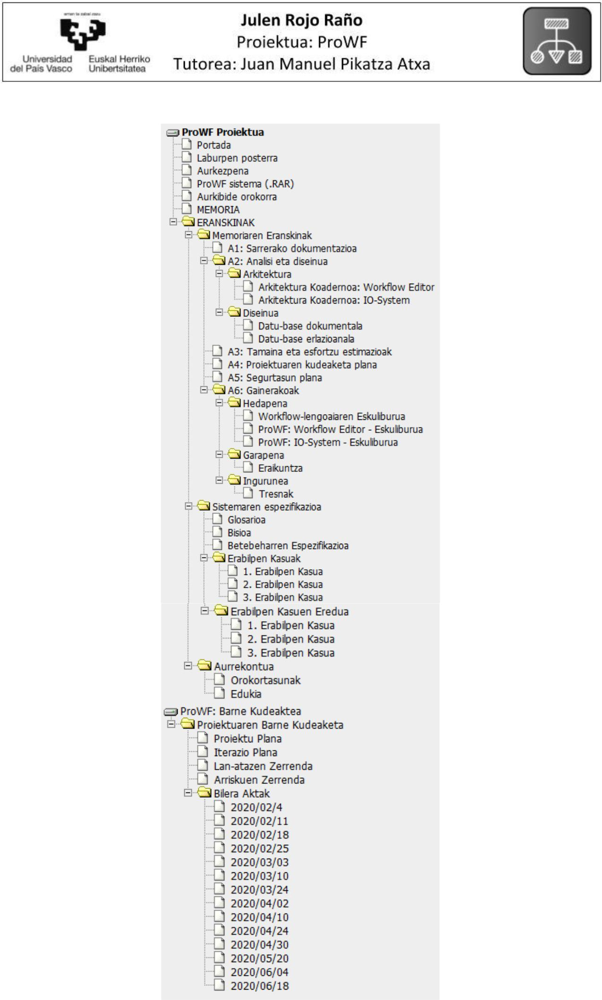 eman ta zabal zazu
Universidad
del País Vasco
Euskal Herriko
Unibertsitatea
Julen Rojo Raño
Proiektua: ProWF
Tutorea: Juan Manuel Pikatza Atxa
ProWF Proiektua
Portada
Laburpen posterra
Aurkezpena
ProWF sistema (.RAR)
Aurkibide orokorra
MEMORIA
ERANSKINAK
Memoriaren Eranskinak
A1: Sarrerako dokumentazioa
A2: Analisi eta diseinua
Arkitektura
Arkitektura Koadernoa: Workflow Editor
Arkitektura Koadernoa: IO-System
Diseinua
Datu-base dokumentala
Datu-base erlazioanala
A3: Tamaina eta esfortzu estimazioak
A4: Proiektuaren kudeaketa plana
A5: Segurtasun plana
A6: Gainerakoak
Hedapena
Workflow-lengoaiaren Eskuliburua
ProWF: Workflow Editor - Eskuliburua
ProWF: IO-System - Eskuliburua
Garapena
Eraikuntza
Ingurunea
Tresnak
Sistemaren espezifikazioa
Glosarioa
Bisioa
Betebeharren Espezifikazioa
Erabilpen Kasuak
1. Erabilpen Kasua
2. Erabilpen Kasua
3. Erabilpen Kasua
Erabilpen Kasuen Eredua
1. Erabilpen Kasua
2. Erabilpen Kasua
3. Erabilpen Kasua
Aurrekontua
Orokortasunak
Edukia
ProWF: Barne Kudeaktea
Proiektuaren Barne Kudeaketa
Proiektu Plana
Iterazio Plana
Lan-atazen Zerrenda
Arriskuen Zerrenda
Bilera Aktak
2020/02/4
2020/02/11
2020/02/18
2020/02/25
2020/03/03
2020/03/10
2020/03/24
2020/04/02
2020/04/10
2020/04/24
2020/04/30
2020/05/20
2020/06/04
2020/06/18